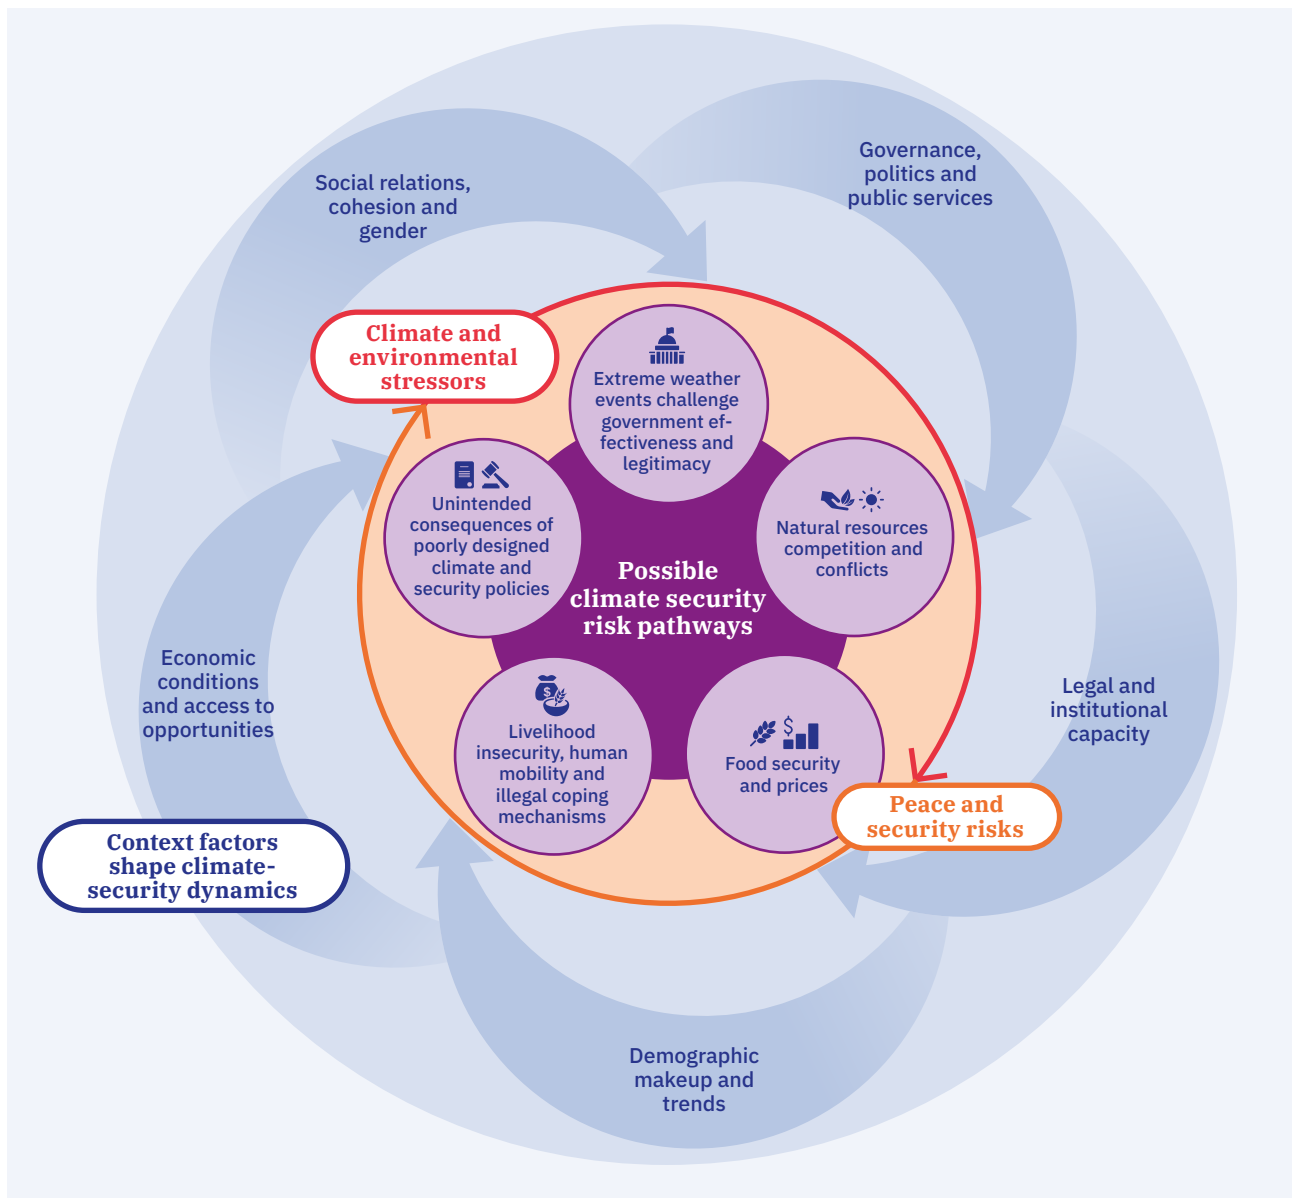 Governance,
politics and
public services
Social relations,
cohesion and
gender
Climate and
environmental
stressors
Extreme weather
events challenge
government ef-
fectiveness and
legitimacy
Unintended
consequences of
poorly designed
climate and
security policies
Natural resources
competition and
conflicts
Possible
climate security
risk pathways
Economic
conditions
and access to
opportunities
Legal and
institutional
capacity
Livelihood
insecurity, human
mobility and
illegal coping
mechanisms
$
$
Food security
and prices
Peace and
security risks
Context factors
shape climate-
security dynamics
Demographic
makeup and
trends